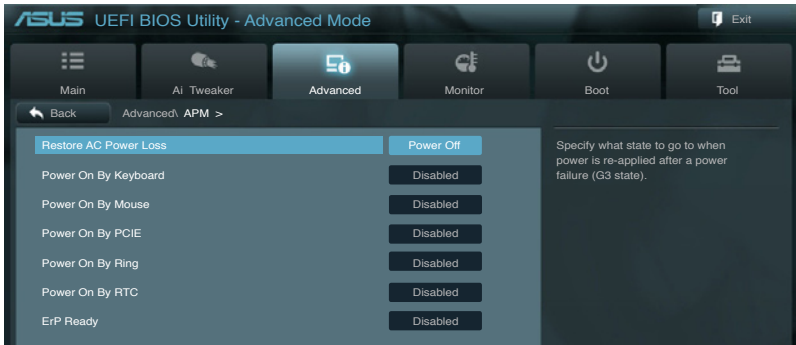 ASUS UEFI BIOS Utility - Advanced Mode
Exit
Main
Ai Tweaker
Advanced
Monitor
Boot
Tool
Back
Advanced\ APM >
Restore AC Power Loss Power Off
Power On By Keyboard Disabled
Power On By Mouse Disabled
Power On By PCIE Disabled
Power On By Ring Disabled
Power On By RTC Disabled
ErP Ready Disabled
Specify what state to go to when
power is re-applied after a power
failure (G3 state).